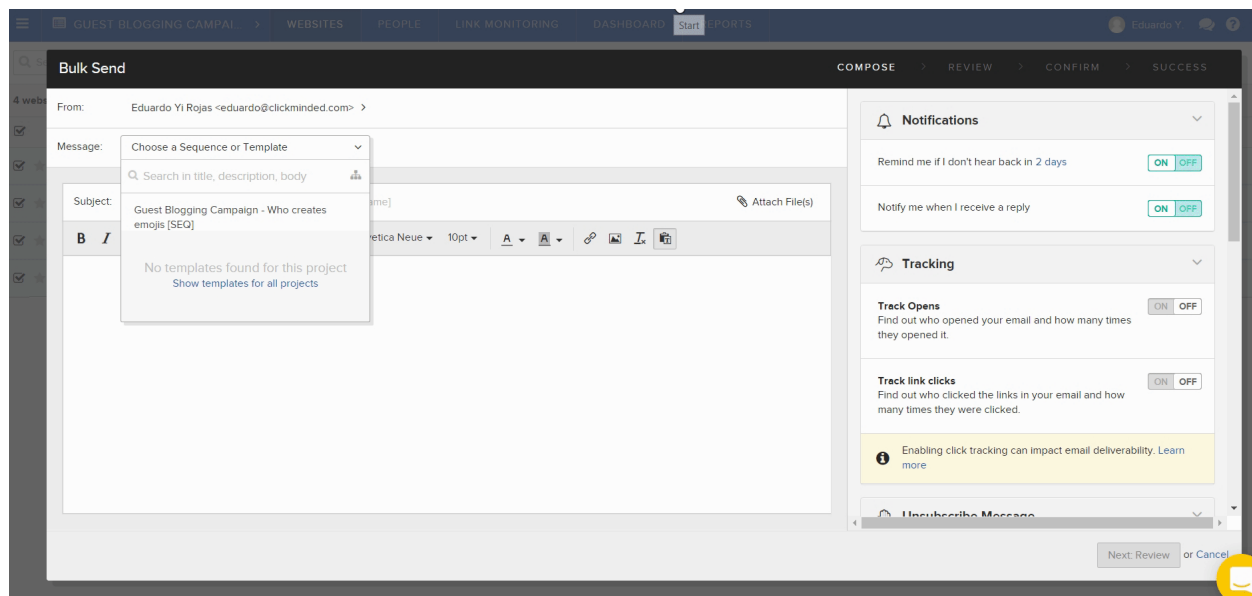 GUEST BLOGGING CAMPAI... > WEBSITES PEOPLE LINK MONITORING DASHBOARD Start REPORTS Eduardo Y.
Bulk Send
COMPOSE > REVIEW > CONFIRM > SUCCESS
4 webs
From: Eduardo Yi Rojas <eduardo@clickminded.com> >
Message: Choose a Sequence or Template
Search in title, description, body
Subject:
Attach File(s)
Guest Blogging Campaign - Who creates
emojis [SEQ]
B I
10pt A A
No templates found for this project
Show templates for all projects
Notifications
Remind me if I don't hear back in 2 days ON OFF
Notify me when I receive a reply ON OFF
Tracking
Track Opens ON OFF
Find out who opened your email and how many times
they opened it.
Track link clicks ON OFF
Find out who clicked the links in your email and how
many times they were clicked.
Enabling click tracking can impact email deliverability. Learn
more
Unsubscribe Message
Next: Review or Cancel